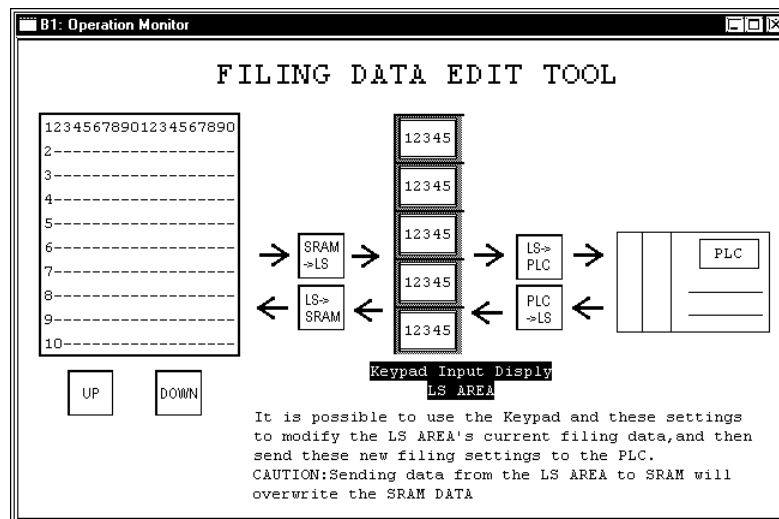 B1: Operation Monitor
FILING DATA EDIT TOOL
12345678901234567890
2------------------
3------------------
4------------------
5------------------
6------------------
7------------------
8------------------
9------------------
10-----------------
UP
DOWN
SRAM
->LS
LS->
SRAM
12345
12345
12345
12345
12345
LS->
PLC
PLC
->LS
PLC
Keypad Input Disply
LS AREA
It is possible to use the Keypad and these settings
to modify the LS AREA's current filing data,and then
send these new filing settings to the PLC.
CAUTION:Sending data from the LS AREA to SRAM will
overwrite the SRAM DATA